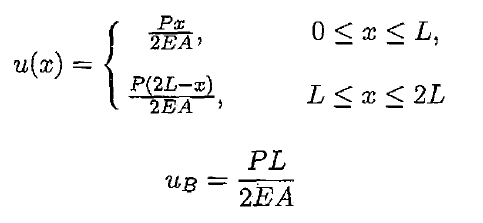 u(x) = { Px/2EA, 0 ≤ x ≤ L,
P(2L−x)/2EA, L ≤ x ≤ 2L
u_B = PL/2EA